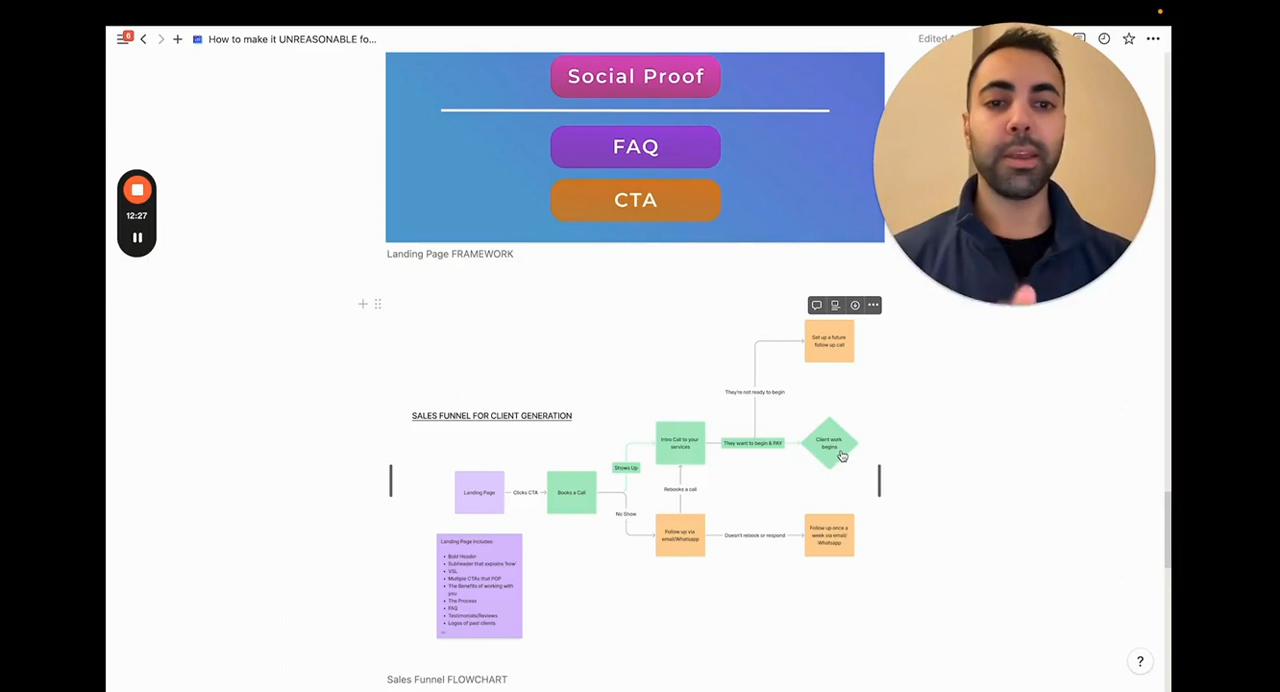 6
How to make it UNREASONABLE fo...
Edited
Social Proof
FAQ
CTA
12:27
Landing Page FRAMEWORK
Set up a future
follow up call
They're not ready to begin
SALES FUNNEL FOR CLIENT GENERATION
Intro Call to your
services
They want to begin & PAY
Client work
begins
Shows Up
Landing Page
Clicks CTA
Books a Call
Rebooks a call
No Show
Follow up via
email/Whatsapp
Doesn't rebook or respond
Follow up once a
week via email/
Whatsapp
Landing Page Includes:
• Bold Header
• Subheader that explains 'how'
• VSL
• Multiple CTAs that POP
• The Benefits of working with
you
• The Process
• FAQ
• Testimonials/Reviews
• Logos of past clients
?
Sales Funnel FLOWCHART